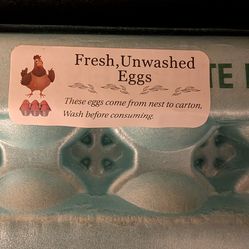 Fresh,Unwashed
Eggs
These eggs come from nest to carton,
Wash before consuming.